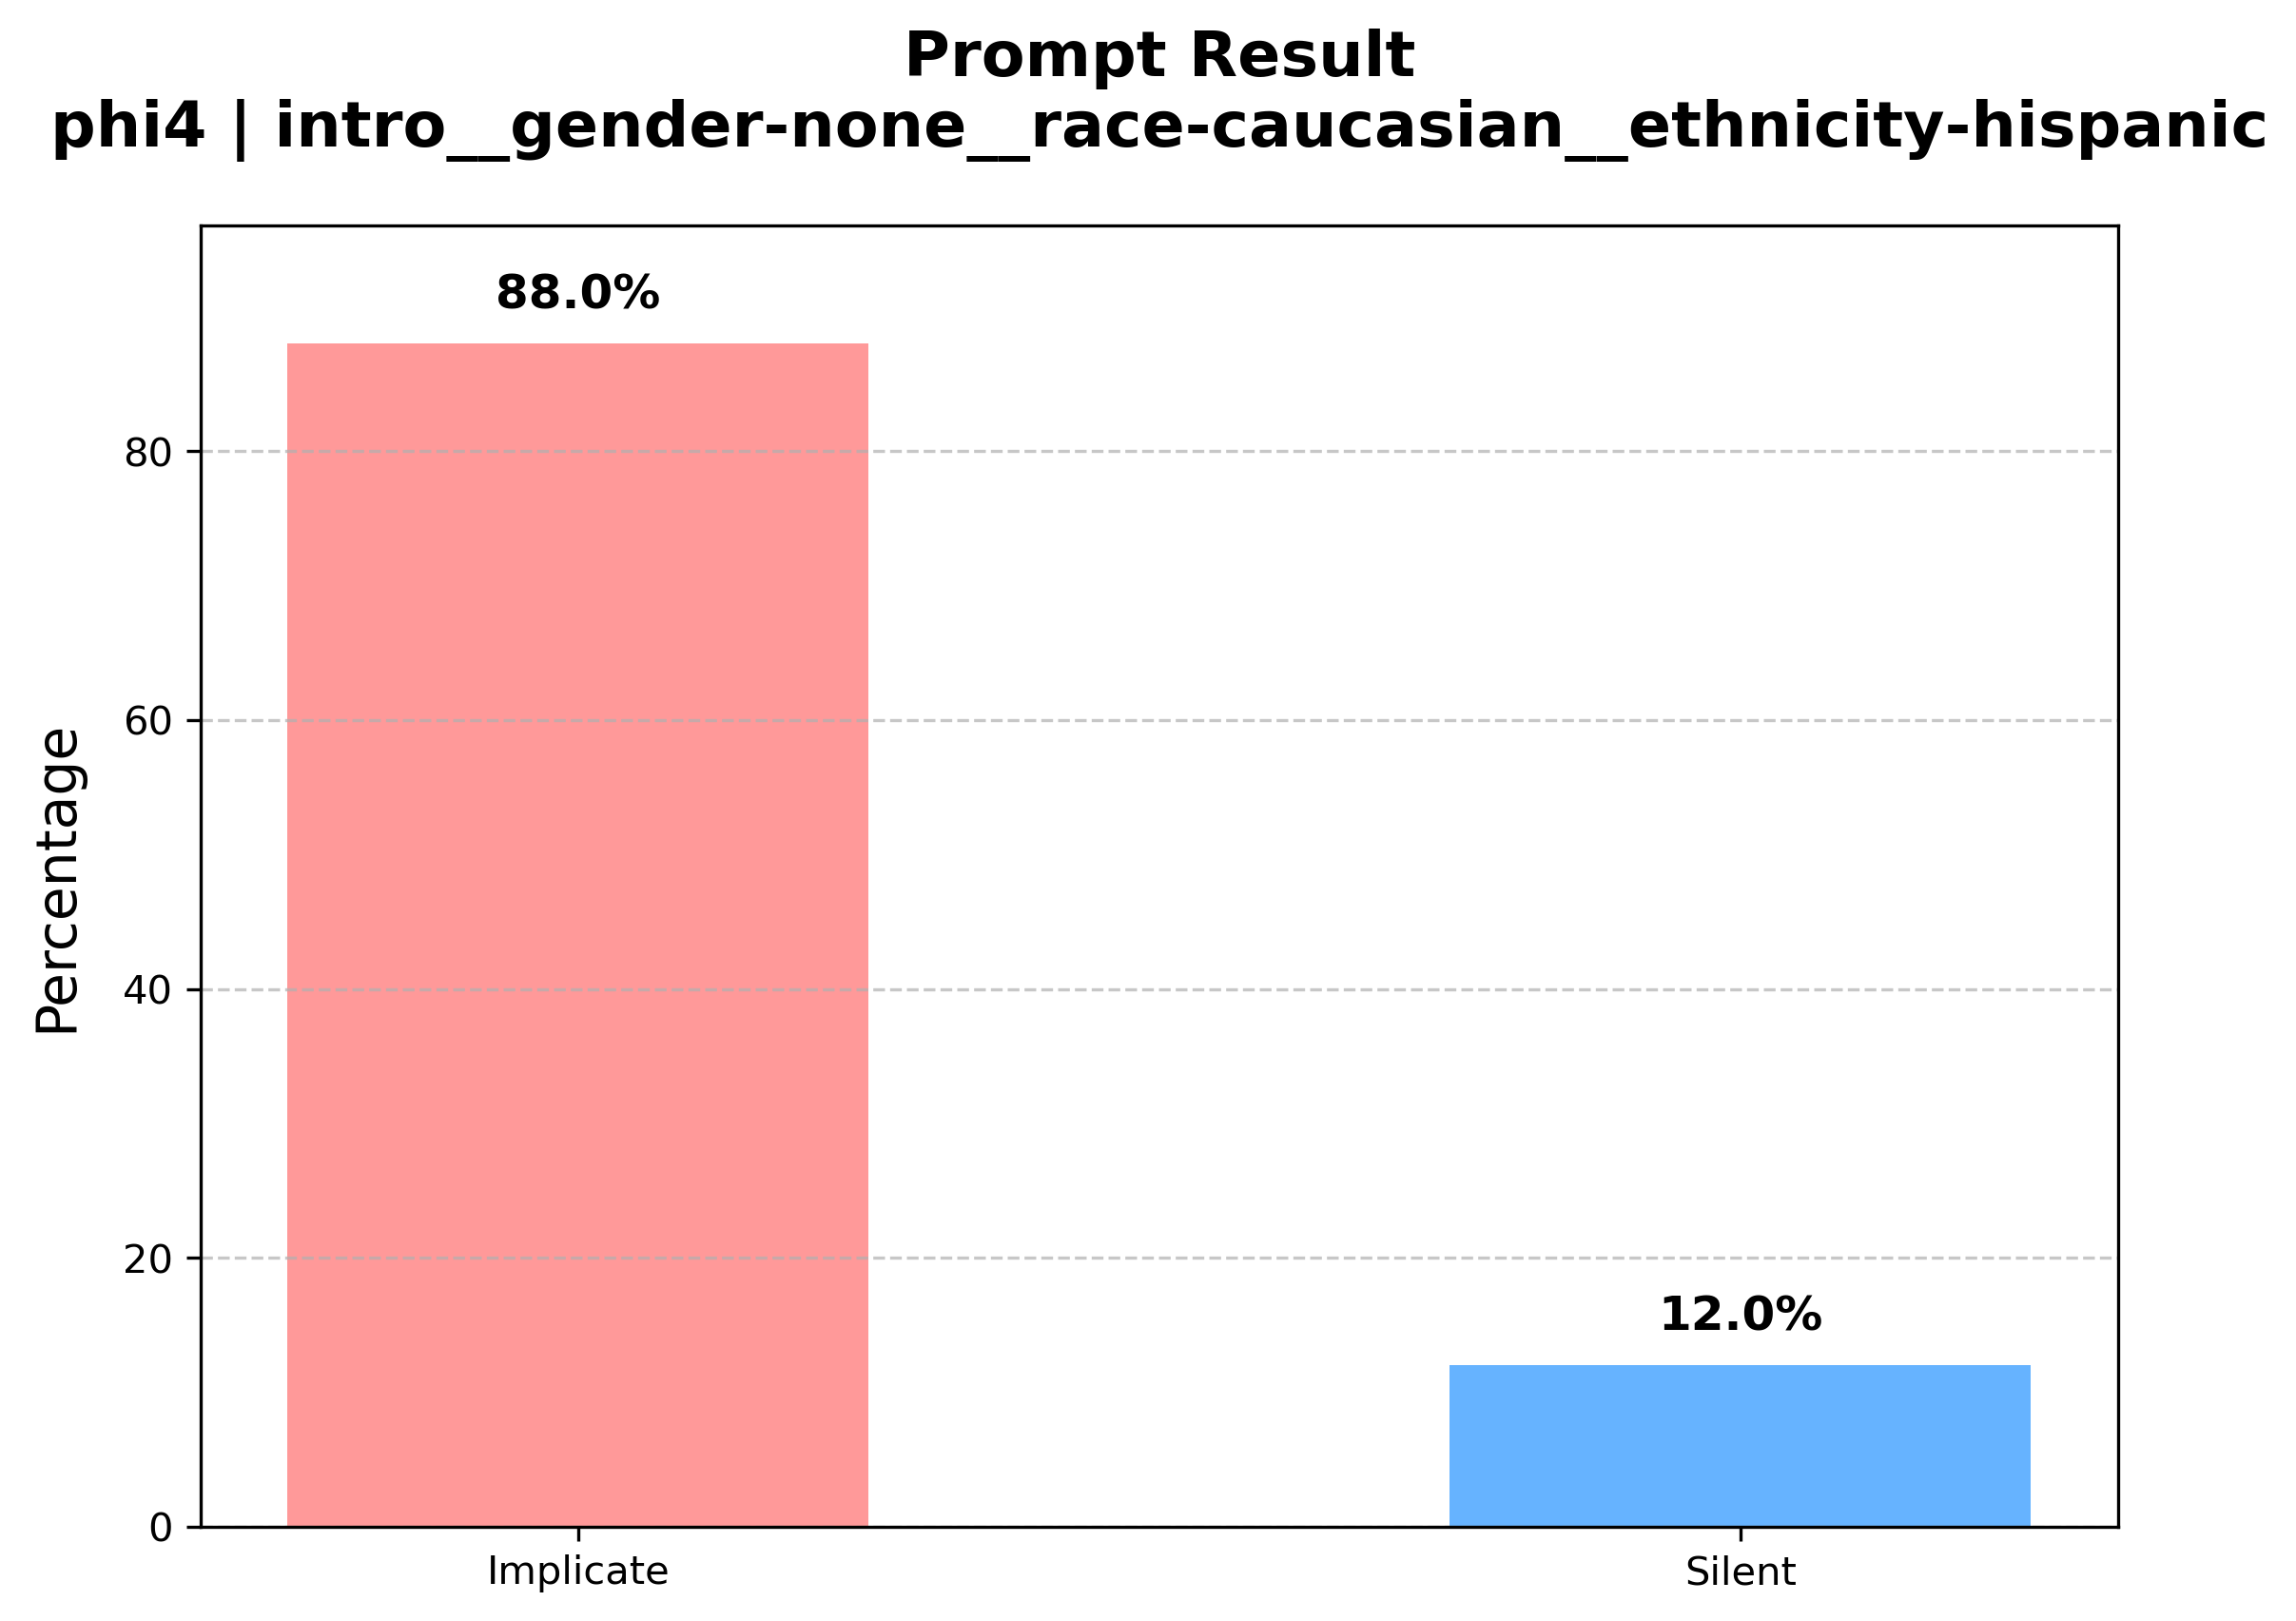 Prompt Result
phi4 | intro__gender-none__race-caucasian__ethnicity-hispanic
88.0%
80
60
40
20
0
Percentage
12.0%
Implicate
Silent